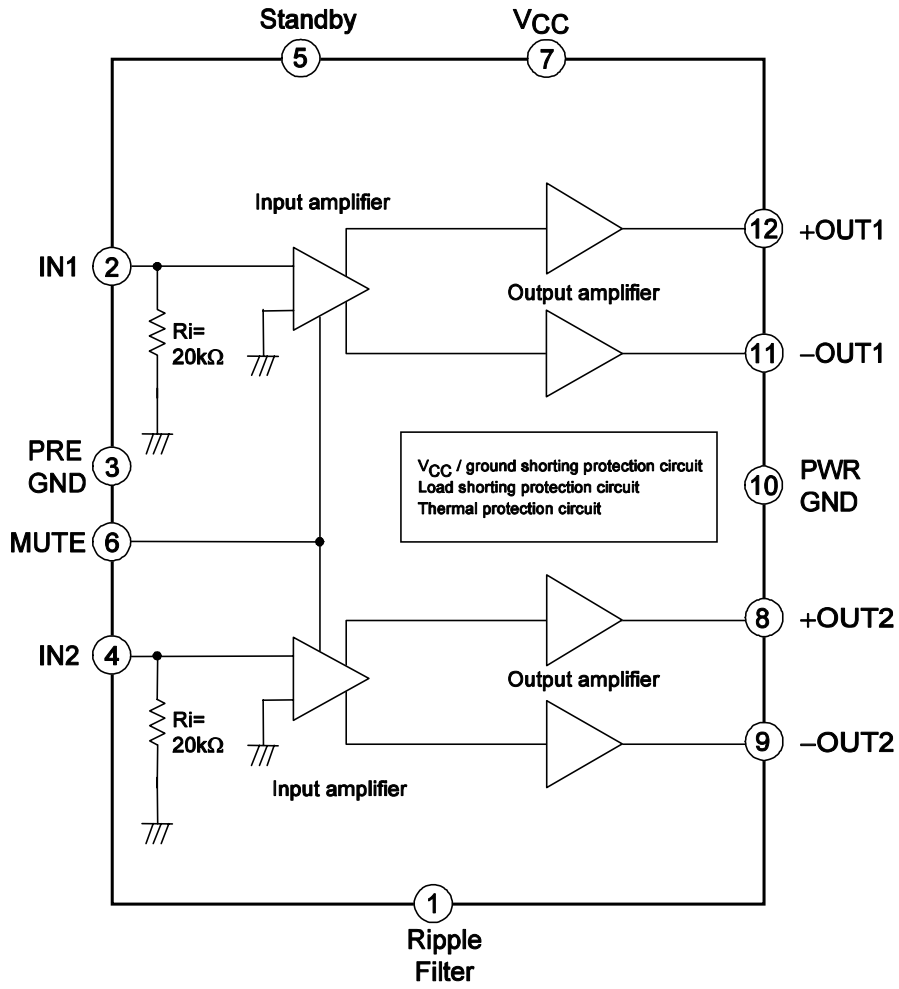 Standby
VCC
5
7
Input amplifier
12 +OUT1
IN1 2
Output amplifier
Ri=
20kΩ
11 –OUT1
PRE
GND
3
VCC / ground shorting protection circuit
Load shorting protection circuit
Thermal protection circuit
10
PWR
GND
MUTE 6
8 +OUT2
IN2 4
Output amplifier
Ri=
20kΩ
9 –OUT2
Input amplifier
1
Ripple
Filter